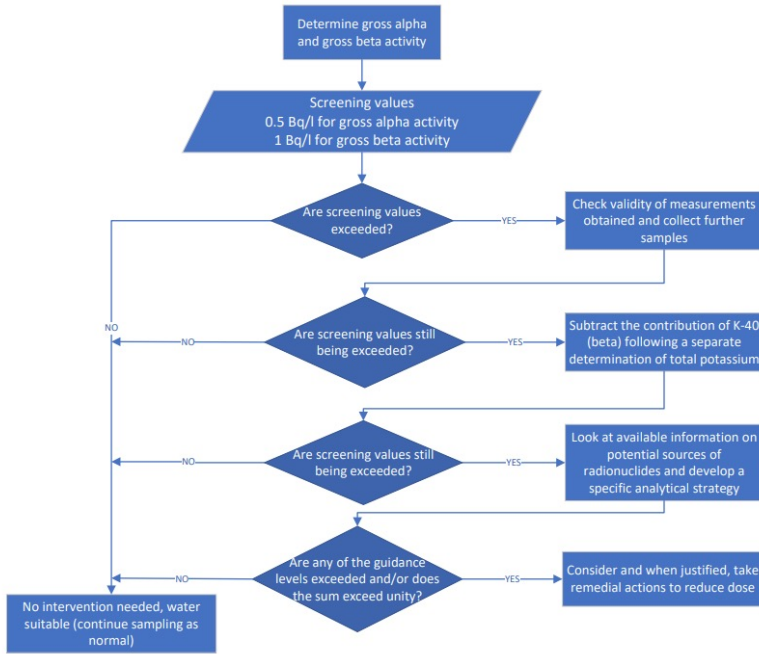 Determine gross alpha
and gross beta activity
Screening values
0.5 Bq/l for gross alpha activity
1 Bq/l for gross beta activity
Are screening values
exceeded?
YES
Check validity of measurements
obtained and collect further
samples
NO
Are screening values still
being exceeded?
NO
YES
Subtract the contribution of K-40
(beta) following a separate
determination of total potassium
Are screening values still
being exceeded?
NO
YES
Look at available information on
potential sources of
radionuclides and develop a
specific analytical strategy
Are any of the guidance
levels exceeded and/or does
the sum exceed unity?
NO
YES
Consider and when justified, take
remedial actions to reduce dose
No intervention needed, water
suitable (continue sampling as
normal)